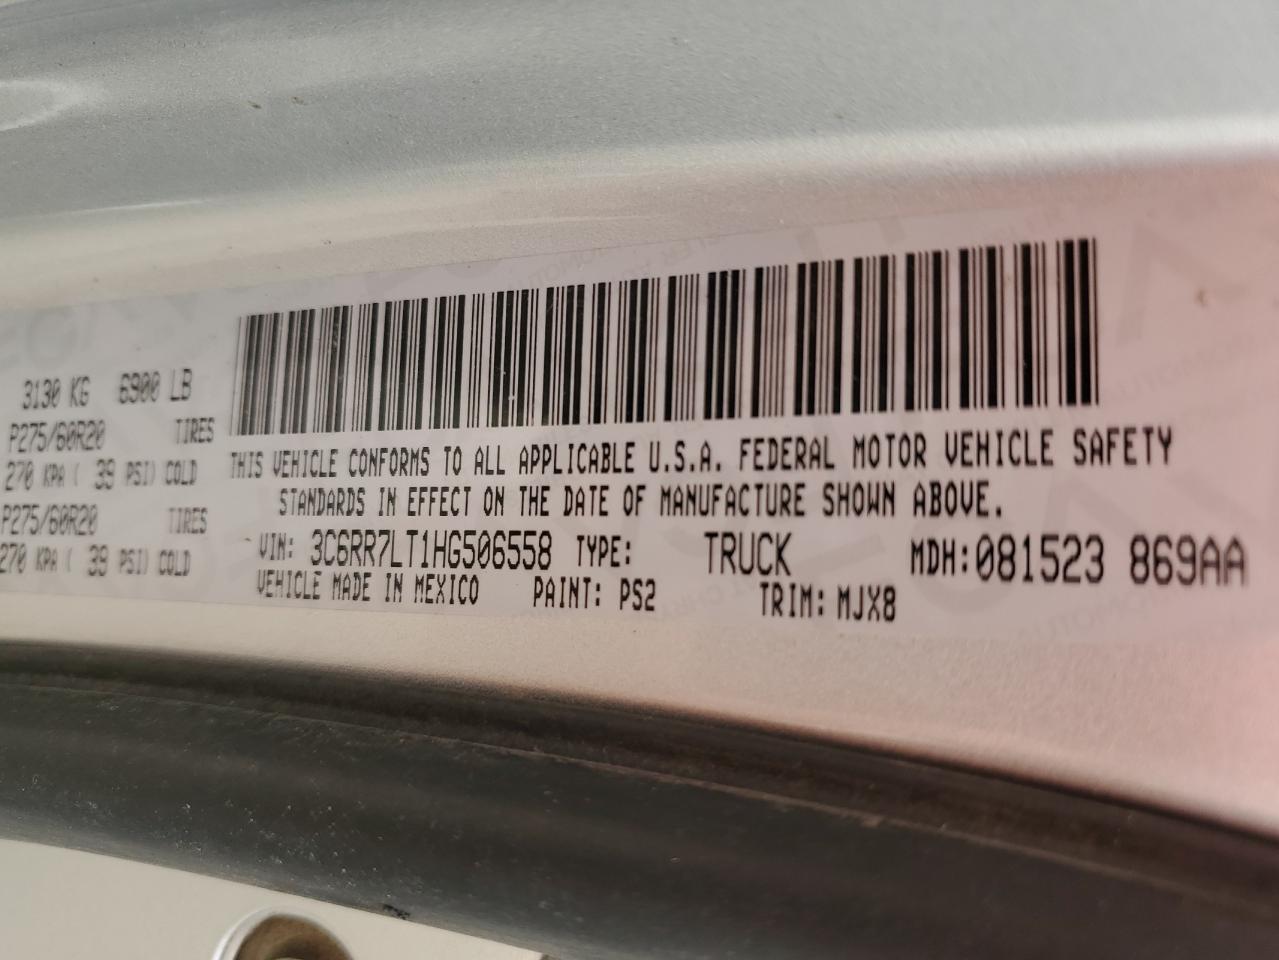 3130 KG 6900 LB
P275/60R20 TIRES
270 KPA ( 39 PSI) COLD
P275/60R20 TIRES
270 KPA ( 39 PSI) COLD
THIS VEHICLE CONFORMS TO ALL APPLICABLE U.S.A. FEDERAL MOTOR VEHICLE SAFETY
STANDARDS IN EFFECT ON THE DATE OF MANUFACTURE SHOWN ABOVE.
VIN: 3C6RR7LT1HG506558 TYPE: TRUCK MDH:081523 869AA
VEHICLE MADE IN MEXICO PAINT: PS2 TRIM: MJX8